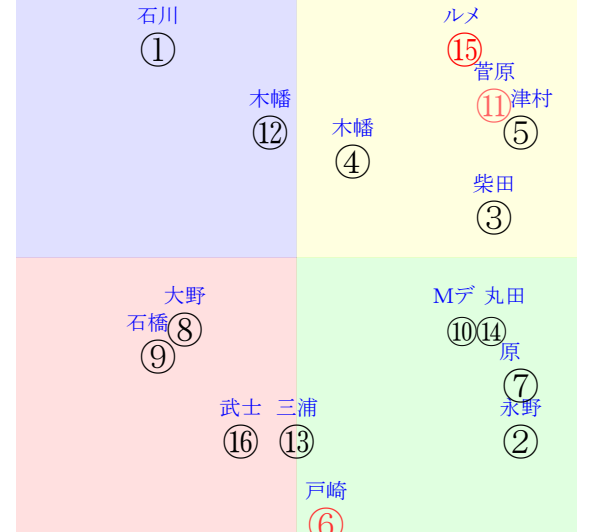 石川
①
ルメ
⑮
菅原
⑪
津村
⑤
木幡
⑫
木幡
④
柴田
③
大野
⑧
石橋
⑨
Mデ
⑩
丸田
⑭
原
⑦
永野
②
武士
⑯
三浦
⑬
戸崎
⑥